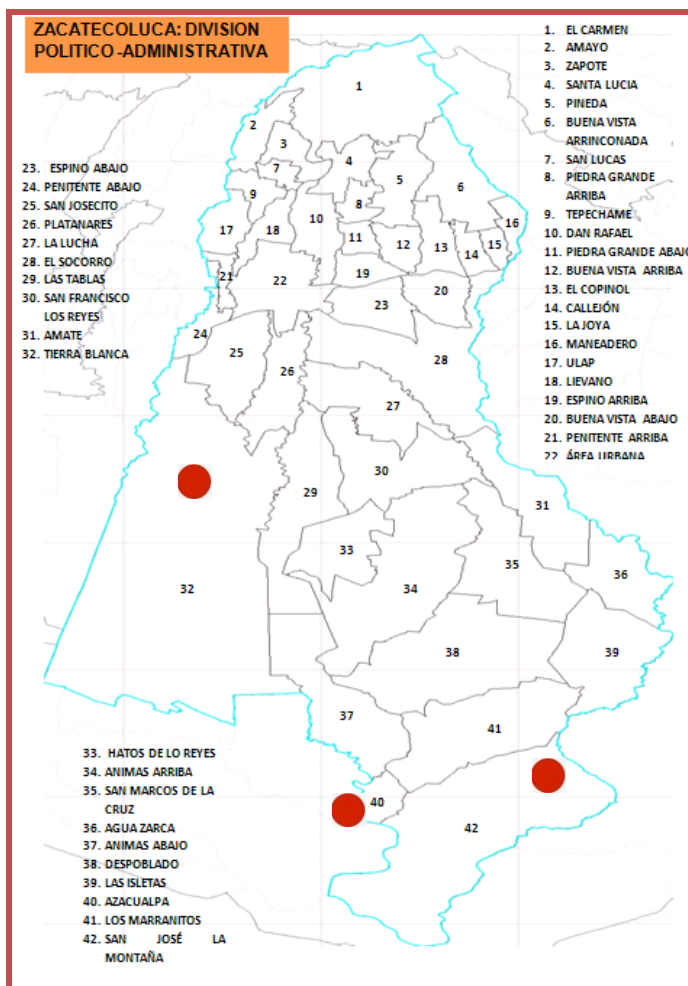 ZACATECOLUCA: DIVISION
POLITICO -ADMINISTRATIVA
1. EL CARMEN
2. AMAYO
3. ZAPOTE
4. SANTA LUCIA
5. PINEDA
6. BUENA VISTA
ARRINCONADA
7. SAN LUCAS
8. PIEDRA GRANDE
ARRIBA
9. TEPECHAME
10. DAN RAFAEL
11. PIEDRA GRANDE ABAJO
12. BUENA VISTA ARRIBA
13. EL COPINOL
14. CALLEJÓN
15. LA JOYA
16. MANEADERO
17. ULAP
18. LIEVANO
19. ESPINO ARRIBA
20. BUENA VISTA ABAJO
21. PENITENTE ARRIBA
22 ÁREA URBANA
23. ESPINO ABAJO
24. PENITENTE ABAJO
25. SAN JOSECITO
26. PLATANARES
27. LA LUCHA
28. EL SOCORRO
29. LAS TABLAS
30. SAN FRANCISCO
LOS REYES
31. AMATE
32. TIERRA BLANCA
1
2
3
4
5
6
7
8
9
10
11
12
13
14
15
16
17
18
19
20
21
22
23
24
25
26
27
28
29
30
31
32
33
34
35
36
37
38
39
40
41
42
33. HATOS DE LO REYES
34. ANIMAS ARRIBA
35. SAN MARCOS DE LA
CRUZ
36. AGUA ZARCA
37. ANIMAS ABAJO
38. DESPOBLADO
39. LAS ISLETAS
40. AZACUALPA
41. LOS MARRANITOS
42. SAN JOSÉ LA
MONTAÑA